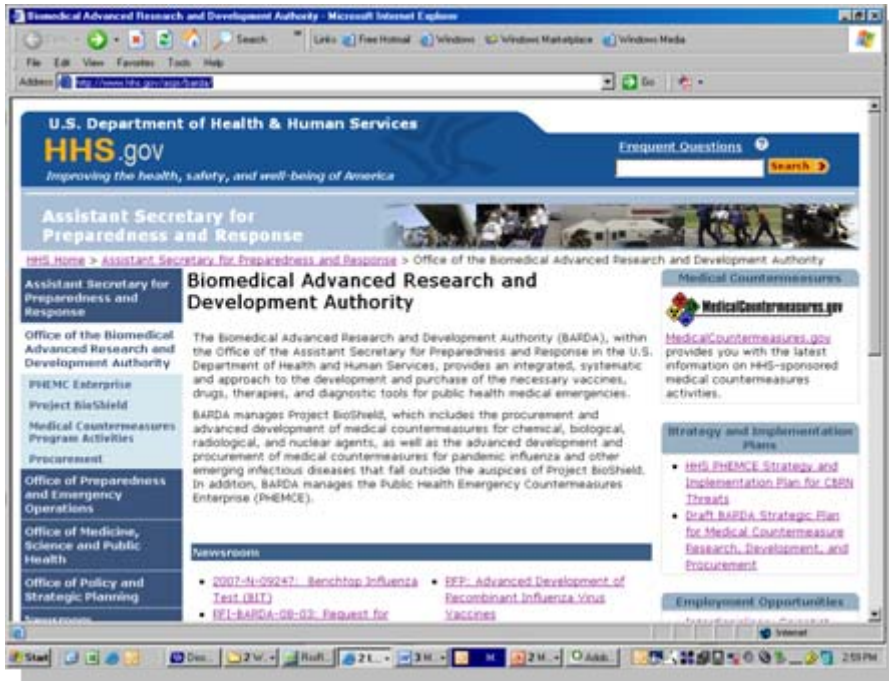 Biomedical Advanced Research and Development Authority - Microsoft Internet Explorer
Search
Links Free Hotmail Windows Windows Marketplace Windows Media
File Edit View Favorites Tools Help
Address http://www.hhs.gov/aspr/barda/
Go
U.S. Department of Health & Human Services
HHS.gov
Improving the health, safety, and well-being of America
Frequent Questions ?
Search
Assistant Secretary for
Preparedness and Response
HHS Home > Assistant Secretary for Preparedness and Response > Office of the Biomedical Advanced Research and Development Authority
Assistant Secretary for
Preparedness and
Response
Office of the Biomedical
Advanced Research and
Development Authority
PHEMC Enterprise
Project BioShield
Medical Countermeasures
Program Activities
Procurement
Office of Preparedness
and Emergency
Operations
Office of Medicine,
Science and Public
Health
Office of Policy and
Strategic Planning
Newsroom
Biomedical Advanced Research and
Development Authority
The Biomedical Advanced Research and Development Authority (BARDA), within
the Office of the Assistant Secretary for Preparedness and Response in the U.S.
Department of Health and Human Services, provides an integrated, systematic
and approach to the development and purchase of the necessary vaccines,
drugs, therapies, and diagnostic tools for public health medical emergencies.
BARDA manages Project BioShield, which includes the procurement and
advanced development of medical countermeasures for chemical, biological,
radiological, and nuclear agents, as well as the advanced development and
procurement of medical countermeasures for pandemic influenza and other
emerging infectious diseases that fall outside the auspices of Project BioShield.
In addition, BARDA manages the Public Health Emergency Countermeasures
Enterprise (PHEMCE).
Newsroom
2007-N-09247: Benchtop Influenza
Test (BIT)
RFI-BARDA-08-03: Request for
RFP: Advanced Development of
Recombinant Influenza Virus
Vaccines
Medical Countermeasures
MedicalCountermeasures.gov
MedicalCountermeasures.gov
provides you with the latest
information on HHS-sponsored
medical countermeasures
activities.
Strategy and Implementation
Plans
HHS PHEMCE Strategy and
Implementation Plan for CBRN
Threats
Draft BARDA Strategic Plan
for Medical Countermeasure
Research, Development, and
Procurement
Employment Opportunities
Internet
Start
2:59 PM